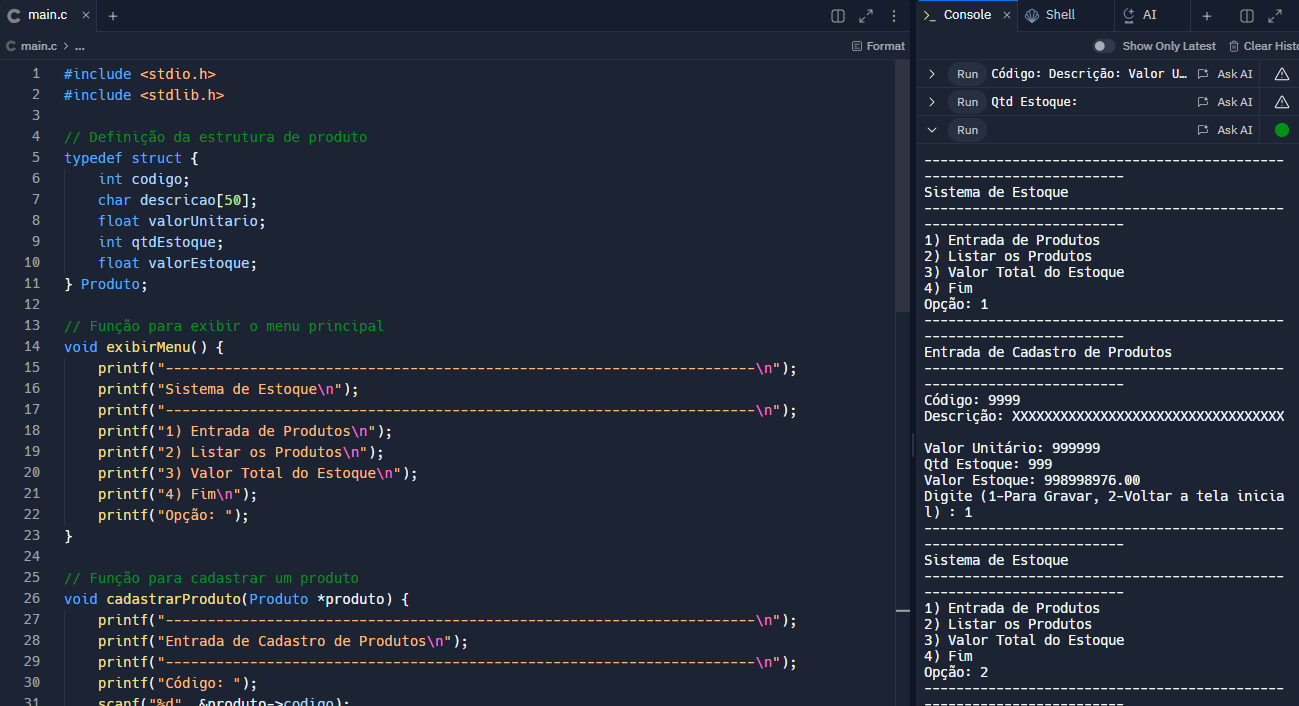 main.c
main.c > ...
Format
1 #include <stdio.h>
2 #include <stdlib.h>
3
4 // Definição da estrutura de produto
5 typedef struct {
6 int codigo;
7 char descricao[50];
8 float valorUnitario;
9 int qtdEstoque;
10 float valorEstoque;
11 } Produto;
12
13 // Função para exibir o menu principal
14 void exibirMenu() {
15 printf("----------------------------------------------------------------------\n");
16 printf("Sistema de Estoque\n");
17 printf("----------------------------------------------------------------------\n");
18 printf("1) Entrada de Produtos\n");
19 printf("2) Listar os Produtos\n");
20 printf("3) Valor Total do Estoque\n");
21 printf("4) Fim\n");
22 printf("Opção: ");
23 }
24
25 // Função para cadastrar um produto
26 void cadastrarProduto(Produto *produto) {
27 printf("----------------------------------------------------------------------\n");
28 printf("Entrada de Cadastro de Produtos\n");
29 printf("----------------------------------------------------------------------\n");
30 printf("Código: ");
31 scanf("%d", &produto->codigo);
Console
Shell
AI
Show Only Latest
Clear Histo
Run Código: Descrição: Valor U... Ask AI
Run Qtd Estoque: Ask AI
Run Ask AI
---------------------------------------------
-------------------------
Sistema de Estoque
---------------------------------------------
-------------------------
1) Entrada de Produtos
2) Listar os Produtos
3) Valor Total do Estoque
4) Fim
Opção: 1
---------------------------------------------
-------------------------
Entrada de Cadastro de Produtos
---------------------------------------------
-------------------------
Código: 9999
Descrição: XXXXXXXXXXXXXXXXXXXXXXXXXXXXXXXXXX
Valor Unitário: 999999
Qtd Estoque: 999
Valor Estoque: 998998976.00
Digite (1-Para Gravar, 2-Voltar a tela inicia
l) : 1
---------------------------------------------
-------------------------
Sistema de Estoque
---------------------------------------------
-------------------------
1) Entrada de Produtos
2) Listar os Produtos
3) Valor Total do Estoque
4) Fim
Opção: 2
---------------------------------------------
-------------------------